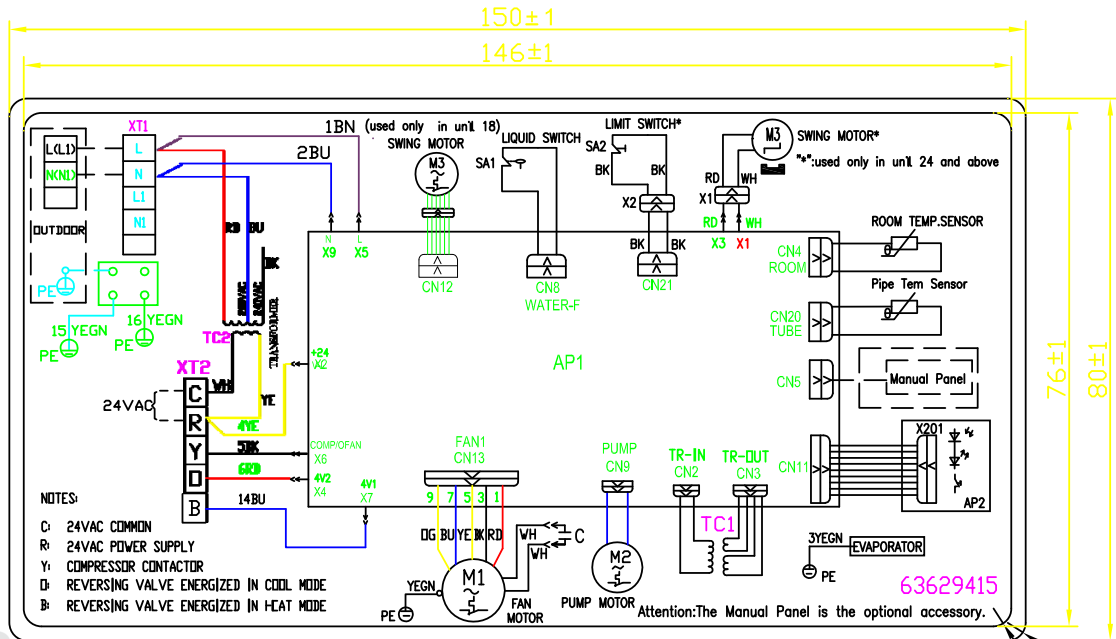 150±1
146±1
XT1
L(L1)
N(N1)
L
N
L1
N1
OUTDOOR
1BN
(used only in unit 18)
2BU
SWING MOTOR
M3
LIQUID SWITCH
SA1
LIMIT SWITCH*
SA2
BK
BK
X2
BK
BK
M3
SWING MOTOR*
"*":used only in unit 24 and above
RD
WH
X1
RD
WH
X3
X1
RD
BU
BK
N
X9
L
X5
CN12
CN8
WATER-F
CN21
CN4
ROOM
ROOM TEMP.SENSOR
Pipe Tem Sensor
CN20
TUBE
CN5
Manual Panel
PE
15 YEGN
16 YEGN
PE
PE
240VAC
TRANSFORMER
TC2
XT2
WH
YE
+24
X2
AP1
24VAC
C
R
Y
O
B
4YE
5BK
6RD
14BU
COMP/OFAN
X6
4V2
X4
4V1
X7
FAN1
CN13
9 7 5 3 1
OG BU YE BK RD
WH
WH
C
PUMP
CN9
TR-IN
CN2
TR-OUT
CN3
TC1
CN11
X201
AP2
M1
FAN
MOTOR
YEGN
PE
M2
PUMP MOTOR
3YEGN
EVAPORATOR
PE
NOTES:
C: 24VAC COMMON
R: 24VAC POWER SUPPLY
Y: COMPRESSOR CONTACTOR
O: REVERSING VALVE ENERGIZED IN COOL MODE
B: REVERSING VALVE ENERGIZED IN HEAT MODE
63629415
Attention:The Manual Panel is the optional accessory.
76±1
80±1